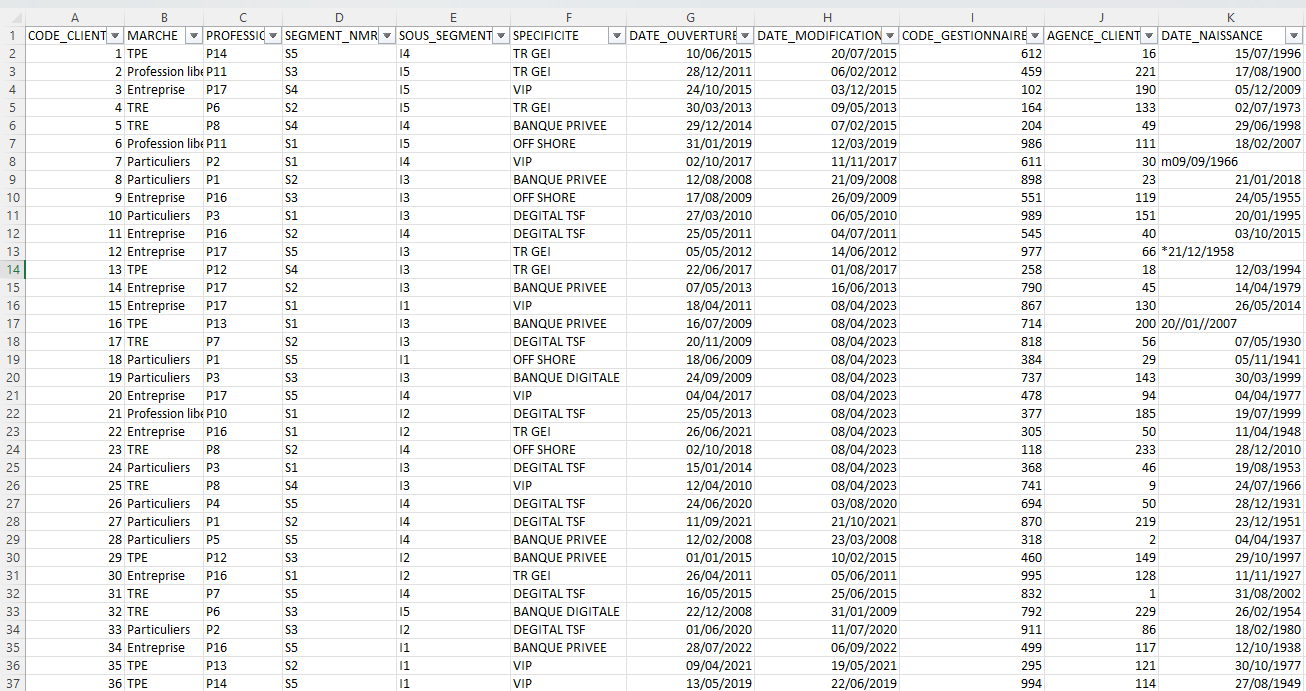 A B C D E F G H I J K
1 CODE_CLIENT MARCHE PROFESSIC SEGMENT_NMR SOUS_SEGMENT SPECIFICITE DATE_OUVERTURE DATE_MODIFICATION CODE_GESTIONNAIRE AGENCE_CLIENT DATE_NAISSANCE
2 1 TPE P14 S5 I4 TR GEI 10/06/2015 20/07/2015 612 16 15/07/1996
3 2 Profession libe P11 S3 I5 TR GEI 28/12/2011 06/02/2012 459 221 17/08/1900
4 3 Entreprise P17 S4 I5 VIP 24/10/2015 03/12/2015 102 190 05/12/2009
5 4 TRE P6 S2 I5 TR GEI 30/03/2013 09/05/2013 164 133 02/07/1973
6 5 TRE P8 S4 I4 BANQUE PRIVEE 29/12/2014 07/02/2015 204 49 29/06/1998
7 6 Profession libe P11 S1 I5 OFF SHORE 31/01/2019 12/03/2019 986 111 18/02/2007
8 7 Particuliers P2 S1 I4 VIP 02/10/2017 11/11/2017 611 30 m09/09/1966
9 8 Particuliers P1 S2 I3 BANQUE PRIVEE 12/08/2008 21/09/2008 898 23 21/01/2018
10 9 Entreprise P16 S3 I3 OFF SHORE 17/08/2009 26/09/2009 551 119 24/05/1955
11 10 Particuliers P3 S1 I3 DEGITAL TSF 27/03/2010 06/05/2010 989 151 20/01/1995
12 11 Entreprise P16 S2 I4 DEGITAL TSF 25/05/2011 04/07/2011 545 40 03/10/2015
13 12 Entreprise P17 S5 I3 TR GEI 05/05/2012 14/06/2012 977 66 *21/12/1958
14 13 TPE P12 S4 I3 TR GEI 22/06/2017 01/08/2017 258 18 12/03/1994
15 14 Entreprise P17 S2 I3 BANQUE PRIVEE 07/05/2013 16/06/2013 790 45 14/04/1979
16 15 Entreprise P17 S5 I1 VIP 18/04/2011 08/04/2023 867 130 26/05/2014
17 16 TPE P13 S1 I3 BANQUE PRIVEE 16/07/2009 08/04/2023 714 200 20//01//2007
18 17 TRE P7 S2 I3 DEGITAL TSF 20/11/2009 08/04/2023 818 56 07/05/1930
19 18 Particuliers P1 S5 I1 OFF SHORE 18/06/2009 08/04/2023 384 29 05/11/1941
20 19 Particuliers P3 S3 I3 BANQUE DIGITALE 24/09/2009 08/04/2023 737 143 30/03/1999
21 20 Entreprise P17 S5 I4 VIP 04/04/2017 08/04/2023 478 94 04/04/1977
22 21 Profession libe P10 S1 I2 DEGITAL TSF 25/05/2013 08/04/2023 377 185 19/07/1999
23 22 Entreprise P16 S1 I2 TR GEI 26/06/2021 08/04/2023 305 50 11/04/1948
24 23 TRE P8 S2 I4 OFF SHORE 02/10/2018 08/04/2023 118 233 28/12/2010
25 24 Particuliers P3 S1 I3 DEGITAL TSF 15/01/2014 08/04/2023 368 46 19/08/1953
26 25 TRE P8 S4 I3 VIP 12/04/2010 08/04/2023 741 9 24/07/1966
27 26 Particuliers P4 S5 I4 DEGITAL TSF 24/06/2020 03/08/2020 694 50 28/12/1931
28 27 Particuliers P1 S2 I4 DEGITAL TSF 11/09/2021 21/10/2021 870 219 23/12/1951
29 28 Particuliers P5 S5 I4 BANQUE PRIVEE 12/02/2008 23/03/2008 318 2 04/04/1937
30 29 TPE P12 S3 I2 BANQUE PRIVEE 01/01/2015 10/02/2015 460 149 29/10/1997
31 30 Entreprise P16 S1 I2 TR GEI 26/04/2011 05/06/2011 995 128 11/11/1927
32 31 TRE P7 S5 I4 DEGITAL TSF 16/05/2015 25/06/2015 832 1 31/08/2002
33 32 TRE P6 S3 I5 BANQUE DIGITALE 22/12/2008 31/01/2009 792 229 26/02/1954
34 33 Particuliers P2 S3 I2 DEGITAL TSF 01/06/2020 11/07/2020 911 86 18/02/1980
35 34 Entreprise P16 S5 I1 BANQUE PRIVEE 28/07/2022 06/09/2022 499 117 12/10/1938
36 35 TPE P13 S2 I1 VIP 09/04/2021 19/05/2021 295 121 30/10/1977
37 36 TPE P14 S5 I1 VIP 13/05/2019 22/06/2019 994 114 27/08/1949